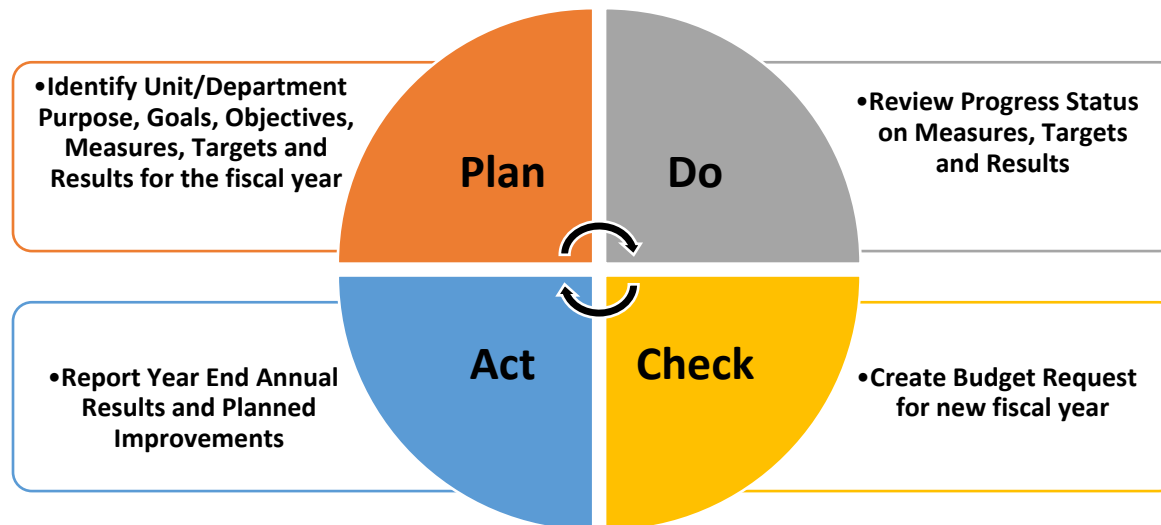 •Identify Unit/Department
Purpose, Goals, Objectives,
Measures, Targets and
Results for the fiscal year
Plan
Do
•Review Progress Status
on Measures, Targets
and Results
•Report Year End Annual
Results and Planned
Improvements
Act
Check
•Create Budget Request
for new fiscal year